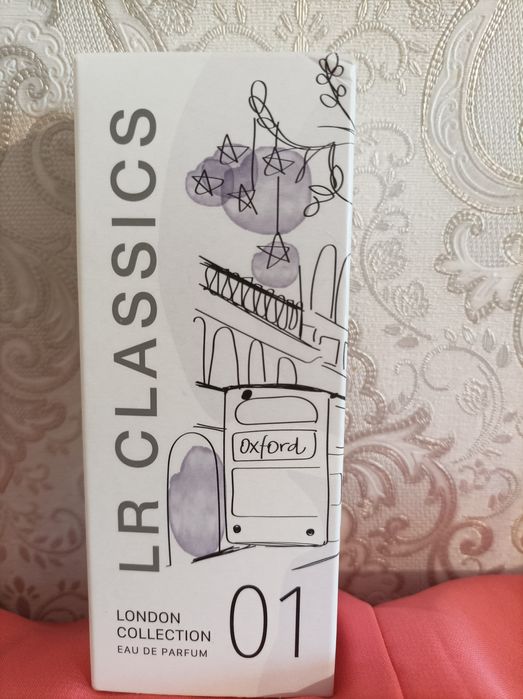 LR CLASSICS
oxford
LONDON
COLLECTION
EAU DE PARFUM
01